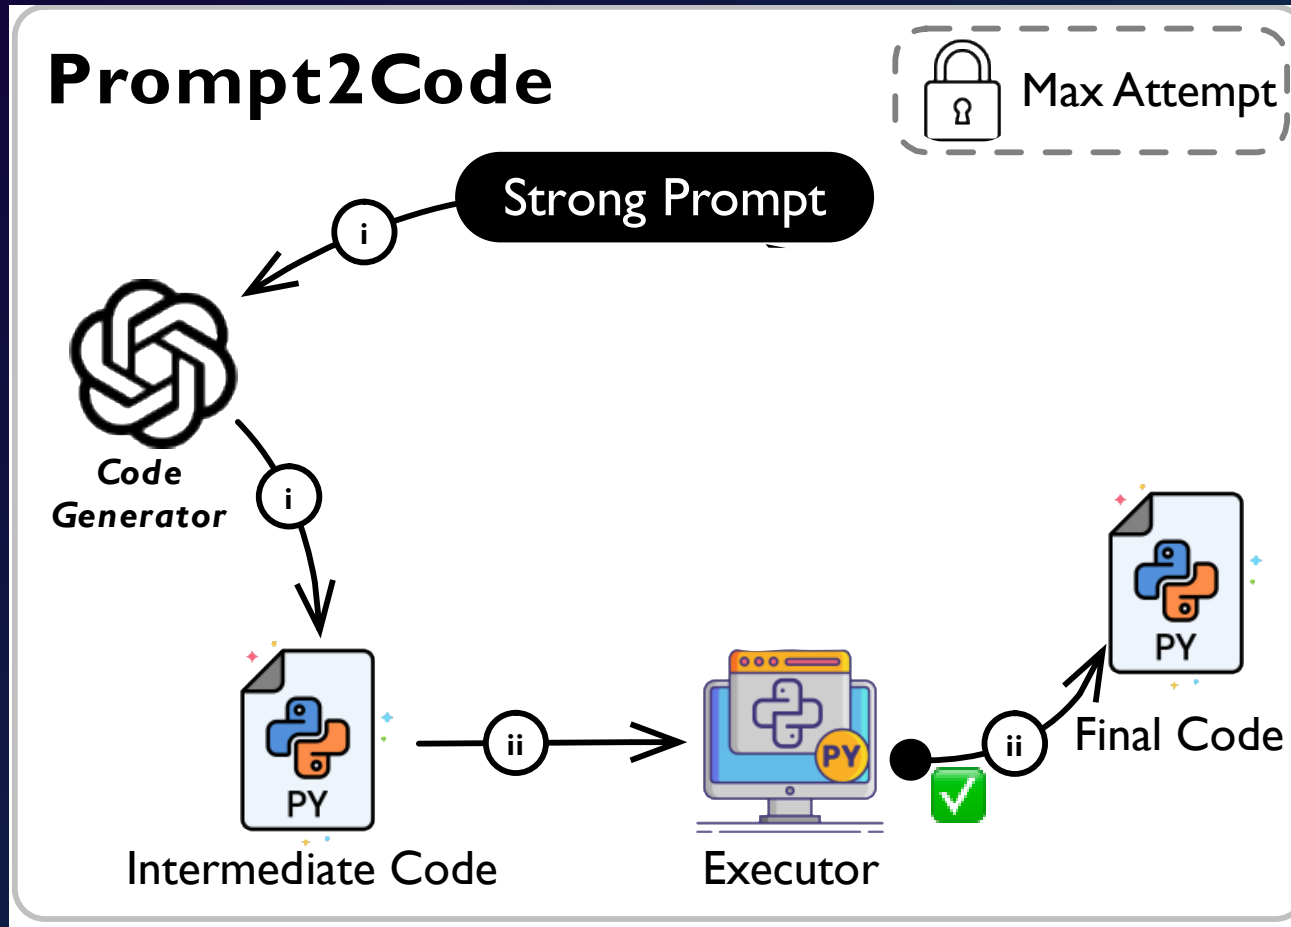 Prompt2Code
Max Attempt
Strong Prompt
i
Code
Generator
i
PY
Intermediate Code
ii
PY
Executor
ii
PY
Final Code